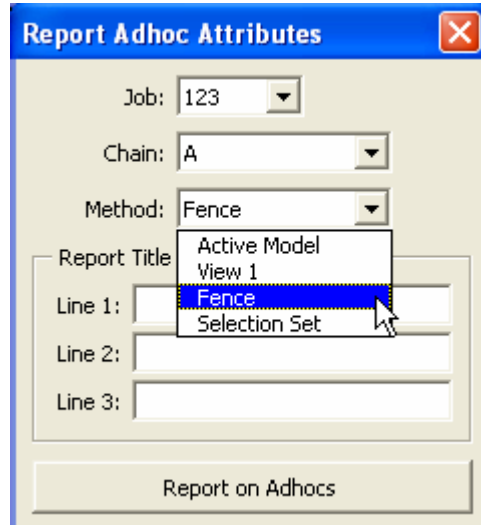 Report Adhoc Attributes
Job: 123
Chain: A
Method: Fence
Active Model
View 1
Fence
Selection Set
Report Title
Line 1:
Line 2:
Line 3:
Report on Adhocs